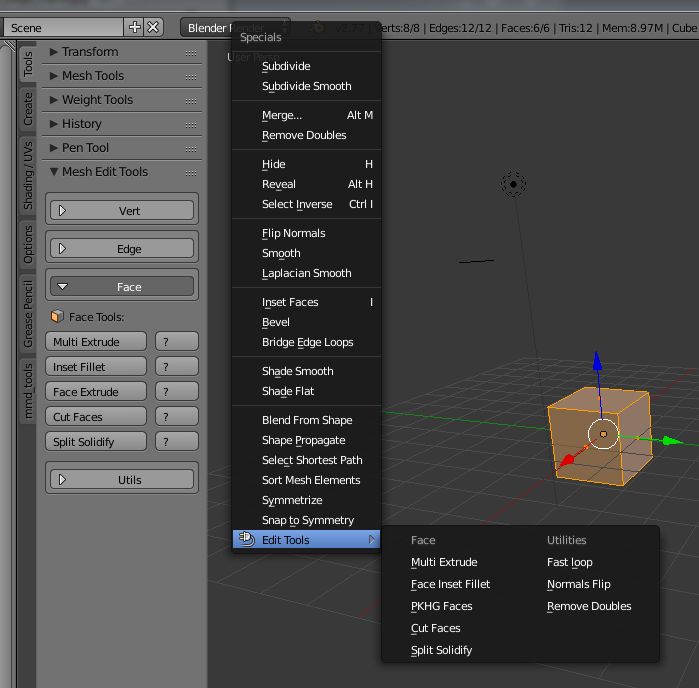 Scene
Blender Render
v2.77 | Verts:8/8 | Edges:12/12 | Faces:6/6 | Tris:12 | Mem:8.97M | Cube
User Persp
Tools
Create
Shading / UVs
Options
Grease Pencil
mmd_tools
Transform
Mesh Tools
Weight Tools
History
Pen Tool
Mesh Edit Tools
Vert
Edge
Face
Face Tools:
Multi Extrude ?
Inset Fillet ?
Face Extrude ?
Cut Faces ?
Split Solidify ?
Utils
Specials
Subdivide
Subdivide Smooth
Merge... Alt M
Remove Doubles
Hide H
Reveal Alt H
Select Inverse Ctrl I
Flip Normals
Smooth
Laplacian Smooth
Inset Faces I
Bevel
Bridge Edge Loops
Shade Smooth
Shade Flat
Blend From Shape
Shape Propagate
Select Shortest Path
Sort Mesh Elements
Symmetrize
Snap to Symmetry
Edit Tools
Face
Multi Extrude
Face Inset Fillet
PKHG Faces
Cut Faces
Split Solidify
Utilities
Fast loop
Normals Flip
Remove Doubles